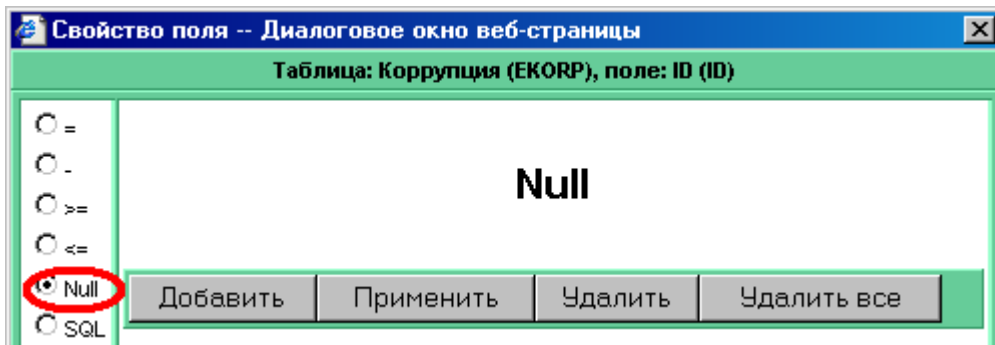 Свойство поля -- Диалоговое окно веб-страницы
Таблица: Коррупция (EKORP), поле: ID (ID)
=
-
>=
<=
Null
SQL
Null
Добавить Применить Удалить Удалить все